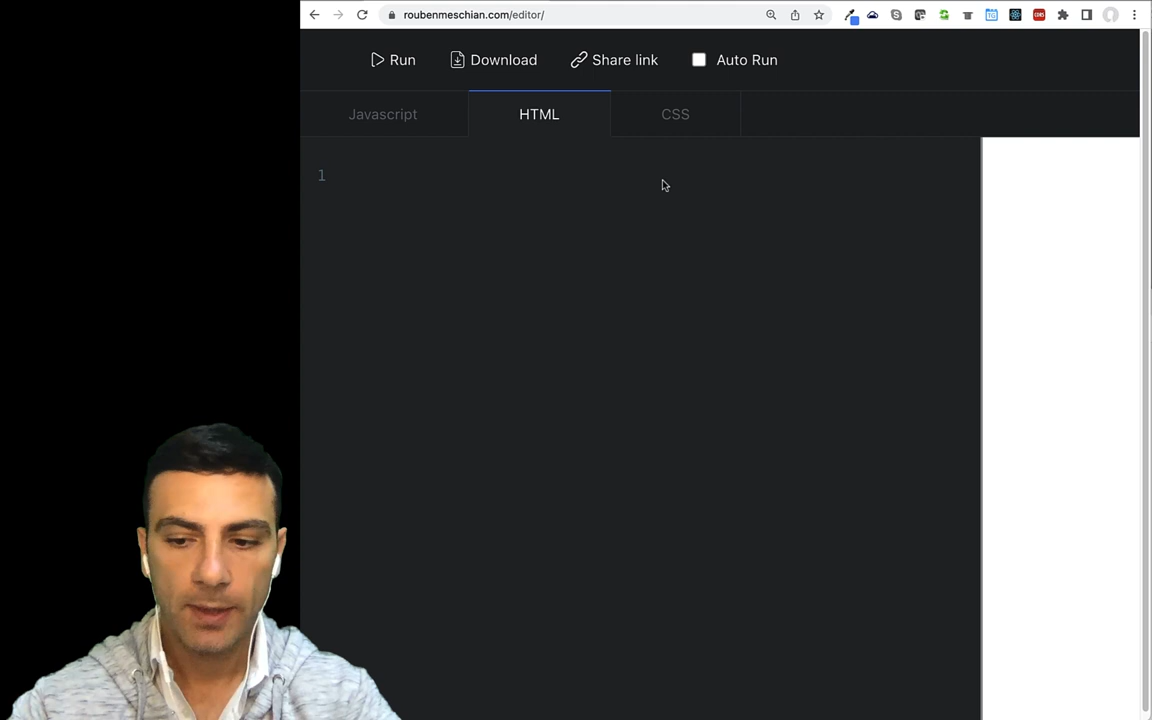 roubenmeschian.com/editor/
Run
Download
Share link
Auto Run
Javascript
HTML
CSS
1